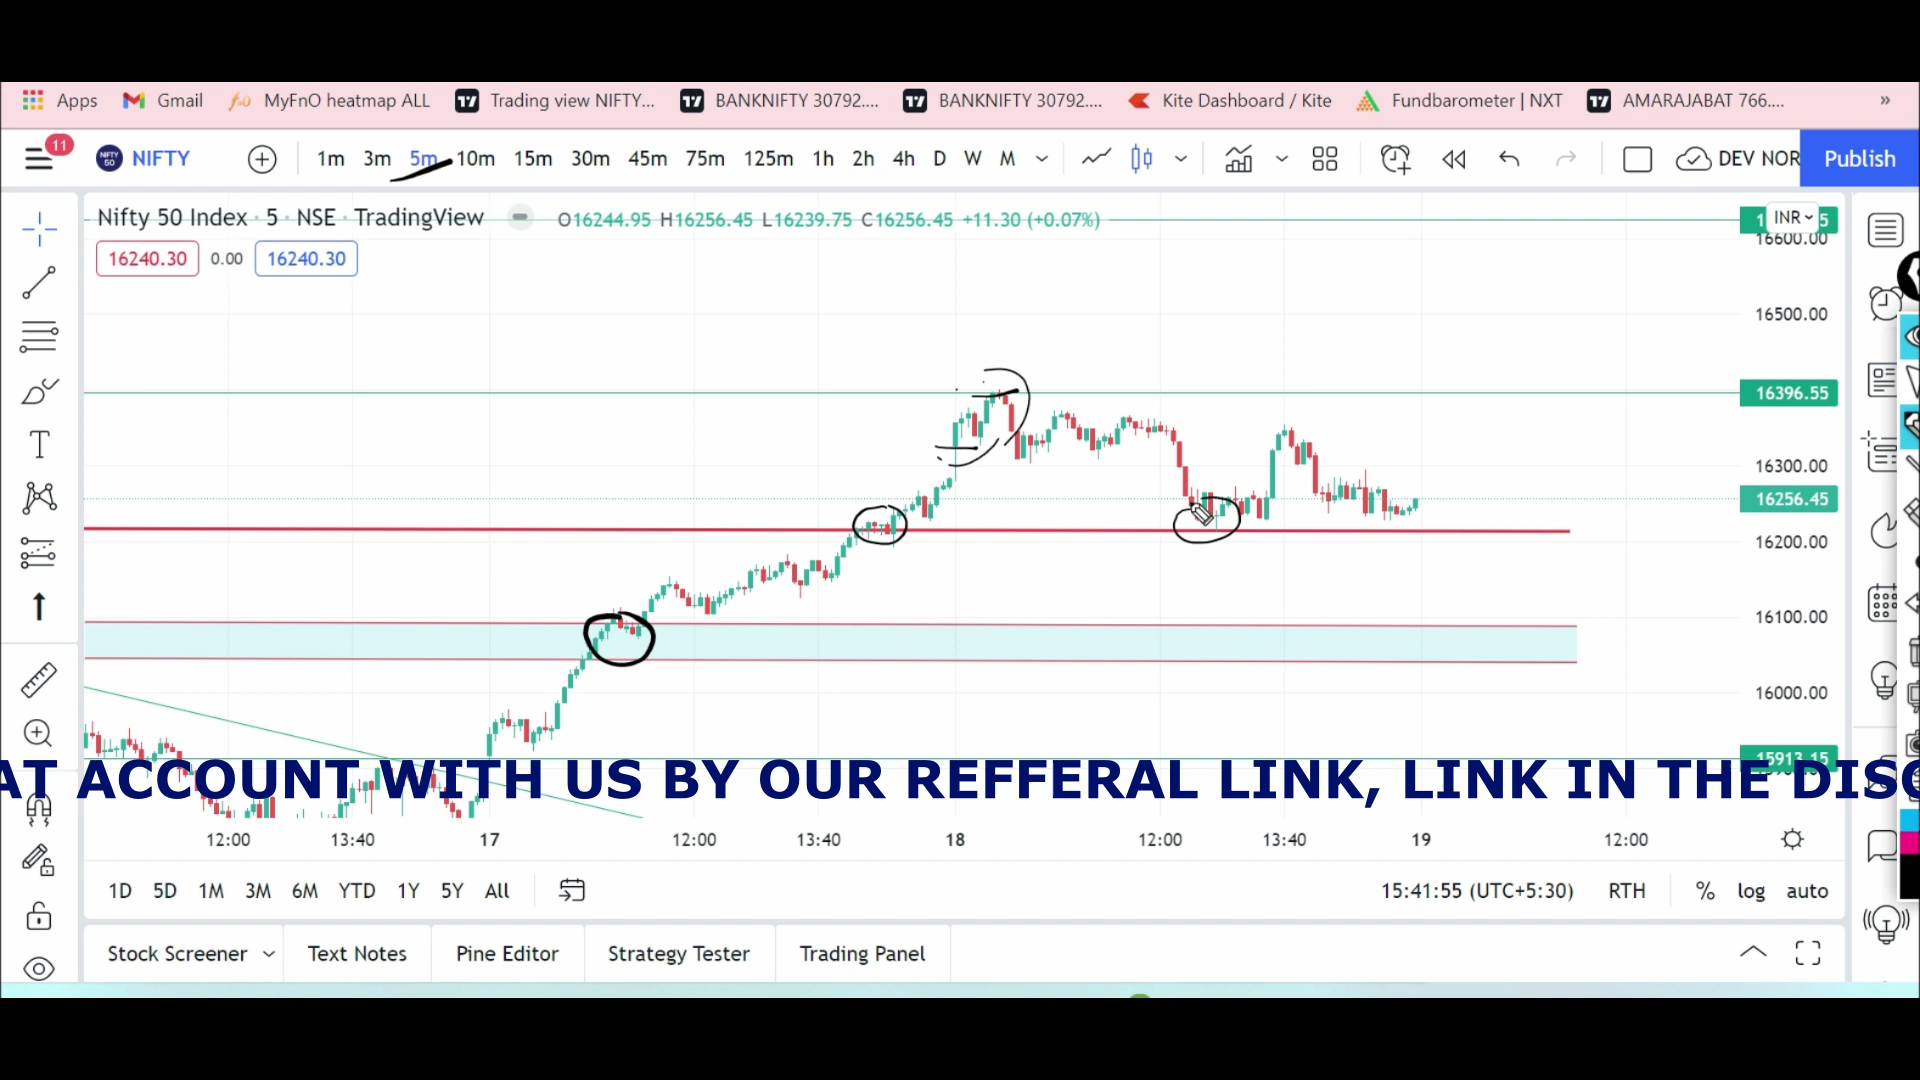 Apps Gmail MyFnO heatmap ALL Trading view NIFTY... BANKNIFTY 30792.... BANKNIFTY 30792.... Kite Dashboard / Kite Fundbarometer | NXT AMARAJABAT 766.... »
11 NIFTY 50 NIFTY 1m 3m 5m 10m 15m 30m 45m 75m 125m 1h 2h 4h D W M DEV NOR Publish
Nifty 50 Index · 5 · NSE · TradingView O16244.95 H16256.45 L16239.75 C16256.45 +11.30 (+0.07%) INR
16240.30 0.00 16240.30
16600.00
16500.00
16396.55
16300.00
16256.45
16200.00
16100.00
16000.00
15913.15
AT ACCOUNT WITH US BY OUR REFFERAL LINK, LINK IN THE DISC
12:00 13:40 17 12:00 13:40 18 12:00 13:40 19 12:00
1D 5D 1M 3M 6M YTD 1Y 5Y All 15:41:55 (UTC+5:30) RTH % log auto
Stock Screener Text Notes Pine Editor Strategy Tester Trading Panel